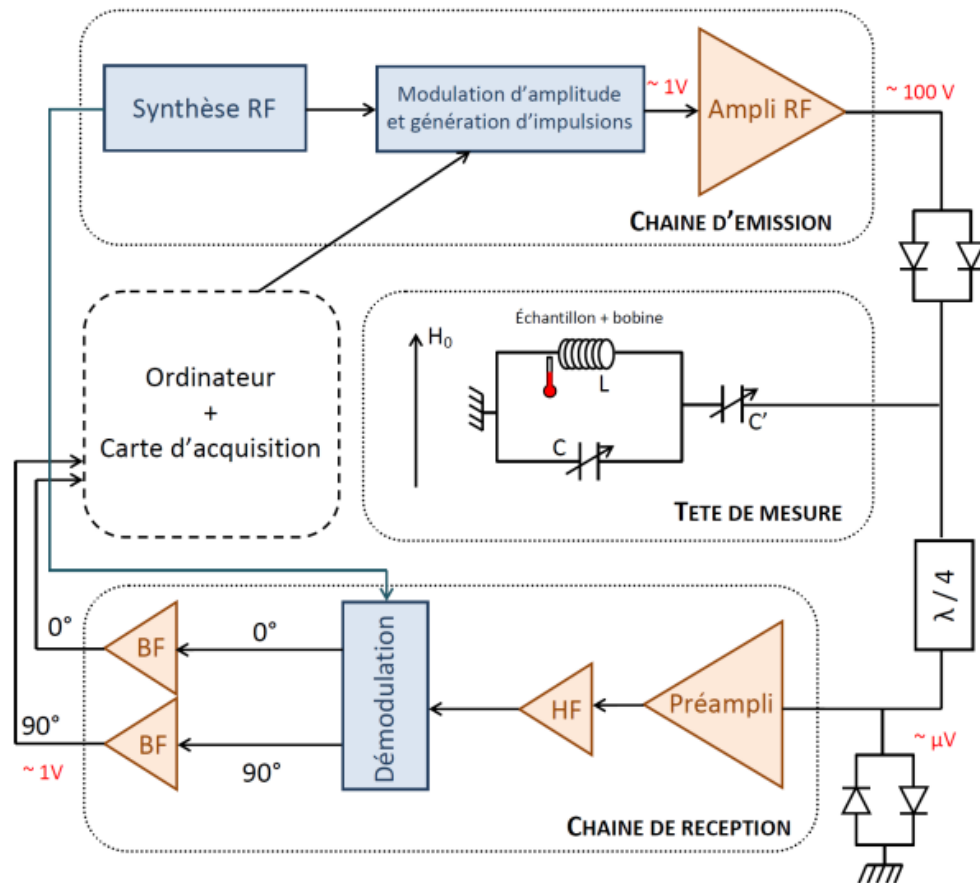 Synthèse RF
Modulation d'amplitude
et génération d'impulsions
~ 1V
Ampli RF
~ 100 V
CHAINE D'EMISSION
Ordinateur
+
Carte d'acquisition
H₀
Échantillon + bobine
L
C
C'
TETE DE MESURE
λ / 4
0°
BF
0°
90°
BF
90°
~ 1V
Démodulation
HF
Préampli
~ µV
CHAINE DE RECEPTION